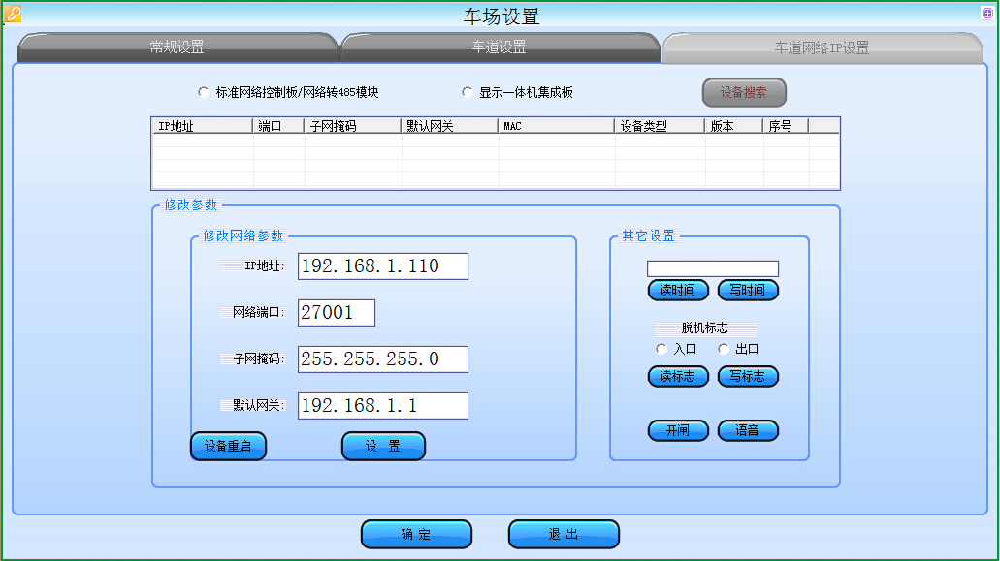 车场设置
常规设置 车道设置 车道网络IP设置
标准网络控制板/网络转485模块 显示一体机集成板 设备搜索
IP地址 端口 子网掩码 默认网关 MAC 设备类型 版本 序号
修改参数
修改网络参数
IP地址: 192.168.1.110
网络端口: 27001
子网掩码: 255.255.255.0
默认网关: 192.168.1.1
设备重启 设 置
其它设置
读时间 写时间
脱机标志
入口 出口
读标志 写标志
开闸 语音
确 定 退 出